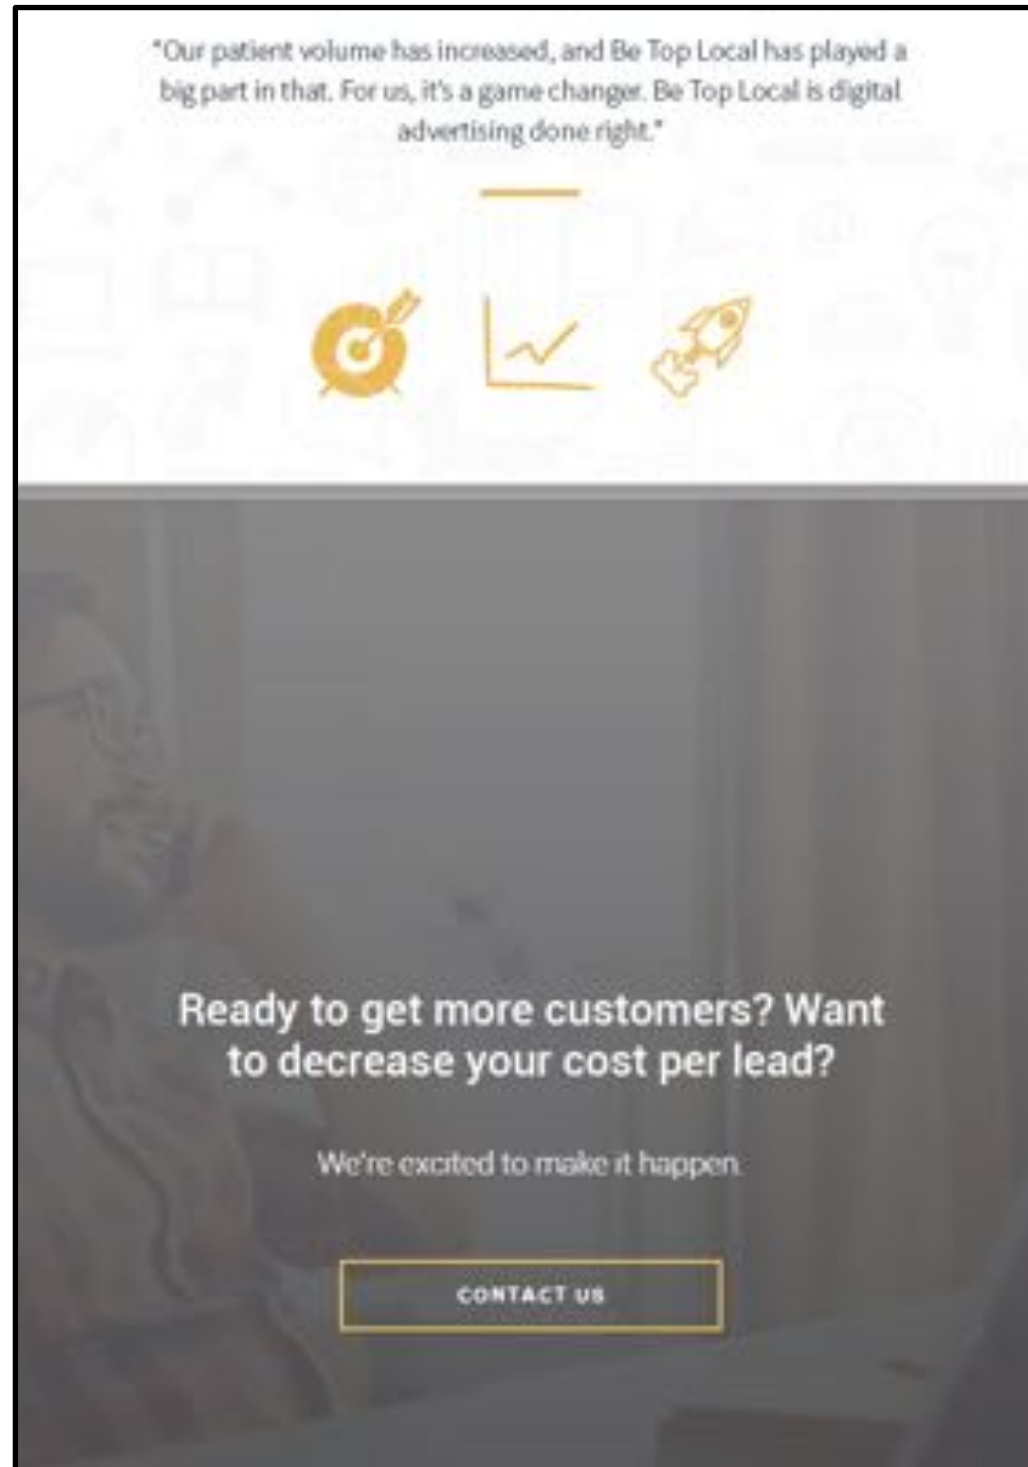 "Our patient volume has increased, and Be Top Local has played a
big part in that. For us, it's a game changer. Be Top Local is digital
advertising done right."
Ready to get more customers? Want
to decrease your cost per lead?
We're excited to make it happen.
CONTACT US